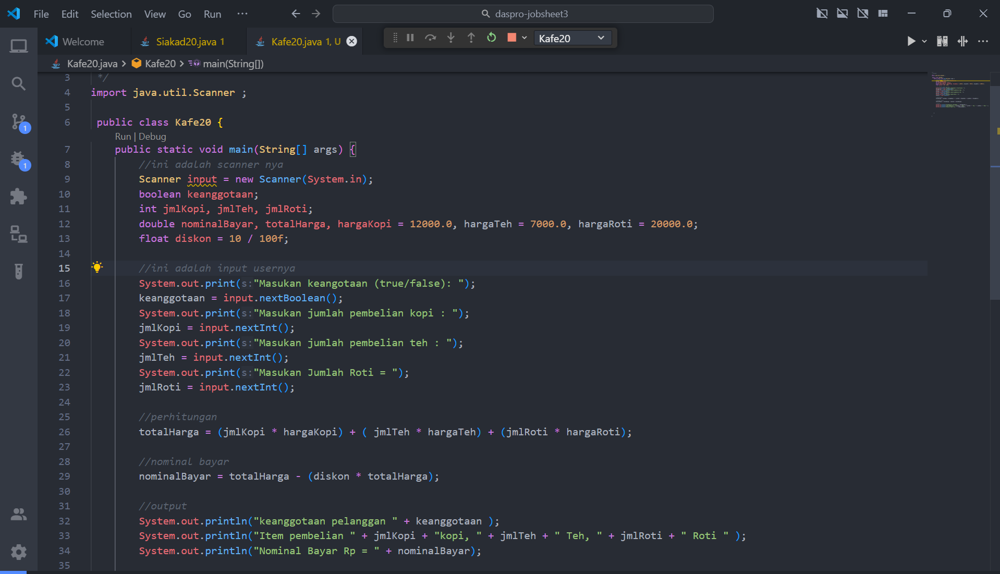 File Edit Selection View Go Run ··· daspro-jobsheet3
Welcome Siakad20.java 1 Kafe20.java 1, U Kafe20
Kafe20.java > Kafe20 > main(String[])
3 */
4 import java.util.Scanner ;
5
6 public class Kafe20 {
Run | Debug
7 public static void main(String[] args) {
8 //ini adalah scanner nya
9 Scanner input = new Scanner(System.in);
10 boolean keanggotaan;
11 int jmlKopi, jmlTeh, jmlRoti;
12 double nominalBayar, totalHarga, hargaKopi = 12000.0, hargaTeh = 7000.0, hargaRoti = 20000.0;
13 float diskon = 10 / 100f;
14
15 //ini adalah input usernya
16 System.out.print(s:"Masukan keangotaan (true/false): ");
17 keanggotaan = input.nextBoolean();
18 System.out.print(s:"Masukan jumlah pembelian kopi : ");
19 jmlKopi = input.nextInt();
20 System.out.print(s:"Masukan jumlah pembelian teh : ");
21 jmlTeh = input.nextInt();
22 System.out.print(s:"Masukan Jumlah Roti = ");
23 jmlRoti = input.nextInt();
24
25 //perhitungan
26 totalHarga = (jmlKopi * hargaKopi) + ( jmlTeh * hargaTeh) + (jmlRoti * hargaRoti);
27
28 //nominal bayar
29 nominalBayar = totalHarga - (diskon * totalHarga);
30
31 //output
32 System.out.println("keanggotaan pelanggan " + keanggotaan );
33 System.out.println("Item pembelian " + jmlKopi + "kopi, " + jmlTeh + " Teh, " + jmlRoti + " Roti " );
34 System.out.println("Nominal Bayar Rp = " + nominalBayar);
35
1
1